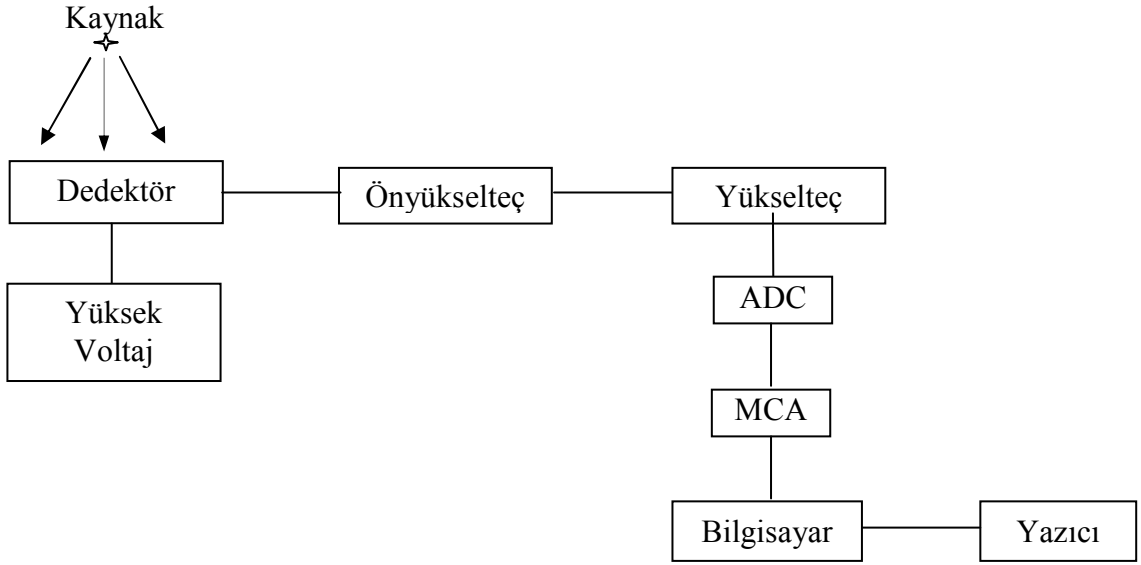 Kaynak
Dedektör
Önyükselteç
Yükselteç
Yüksek
Voltaj
ADC
MCA
Bilgisayar
Yazıcı